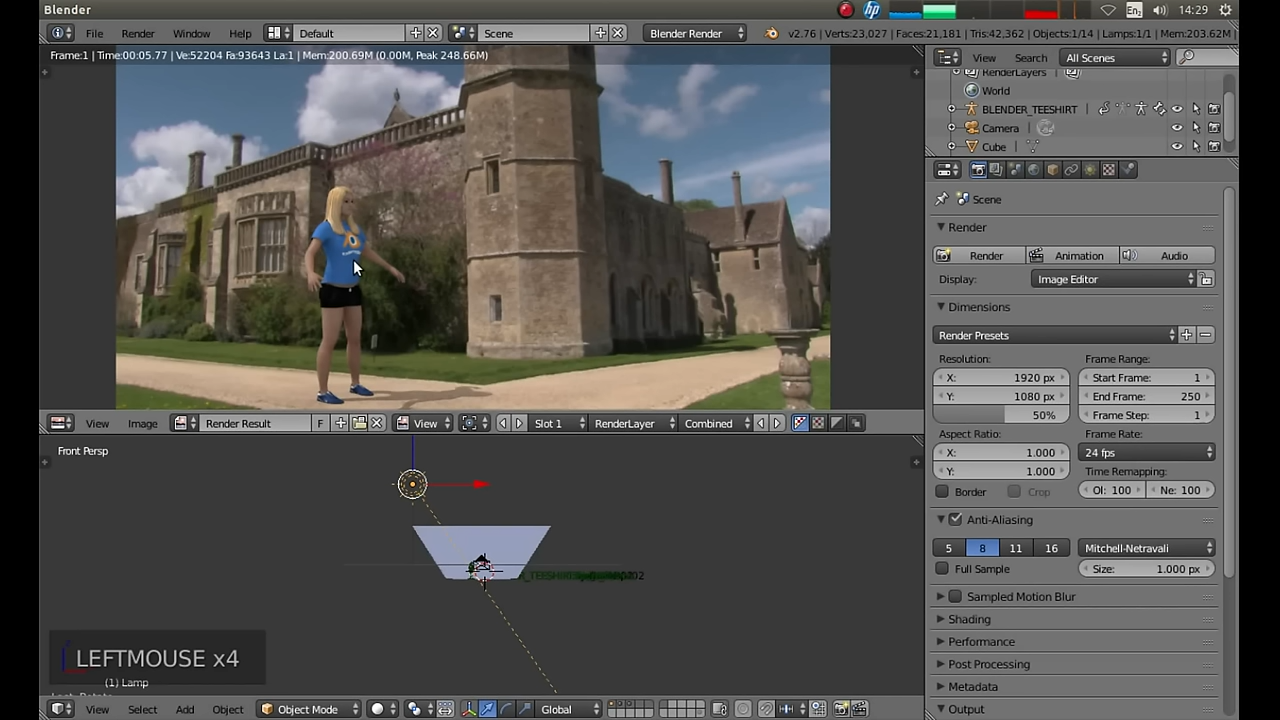 Blender
En₂
14:29
File
Render
Window
Help
Default
Scene
Blender Render
v2.76 | Verts:23,027 | Faces:21,181 | Tris:42,362 | Objects:1/14 | Lamps:1/1 | Mem:203.62M
Frame:1 | Time:00:05.77 | Ve:52204 Fa:93643 La:1 | Mem:200.69M (0.00M, Peak 248.66M)
View
Search
All Scenes
RenderLayers
World
BLENDER_TEESHIRT
Camera
Cube
Scene
Render
Render
Animation
Audio
Display:
Image Editor
Dimensions
Render Presets
Resolution:
Frame Range:
X: 1920 px
Start Frame: 1
Y: 1080 px
End Frame: 250
50%
Frame Step: 1
Aspect Ratio:
Frame Rate:
X: 1.000
24 fps
Y: 1.000
Time Remapping:
Border
Crop
Ol: 100
Ne: 100
Anti-Aliasing
5
8
11
16
Mitchell-Netravali
Full Sample
Size: 1.000 px
Sampled Motion Blur
Shading
Performance
Post Processing
Metadata
Output
View
Image
Render Result
F
View
Slot 1
RenderLayer
Combined
Front Persp
LEFTMOUSE x4
(1) Lamp
View
Select
Add
Object
Object Mode
Global